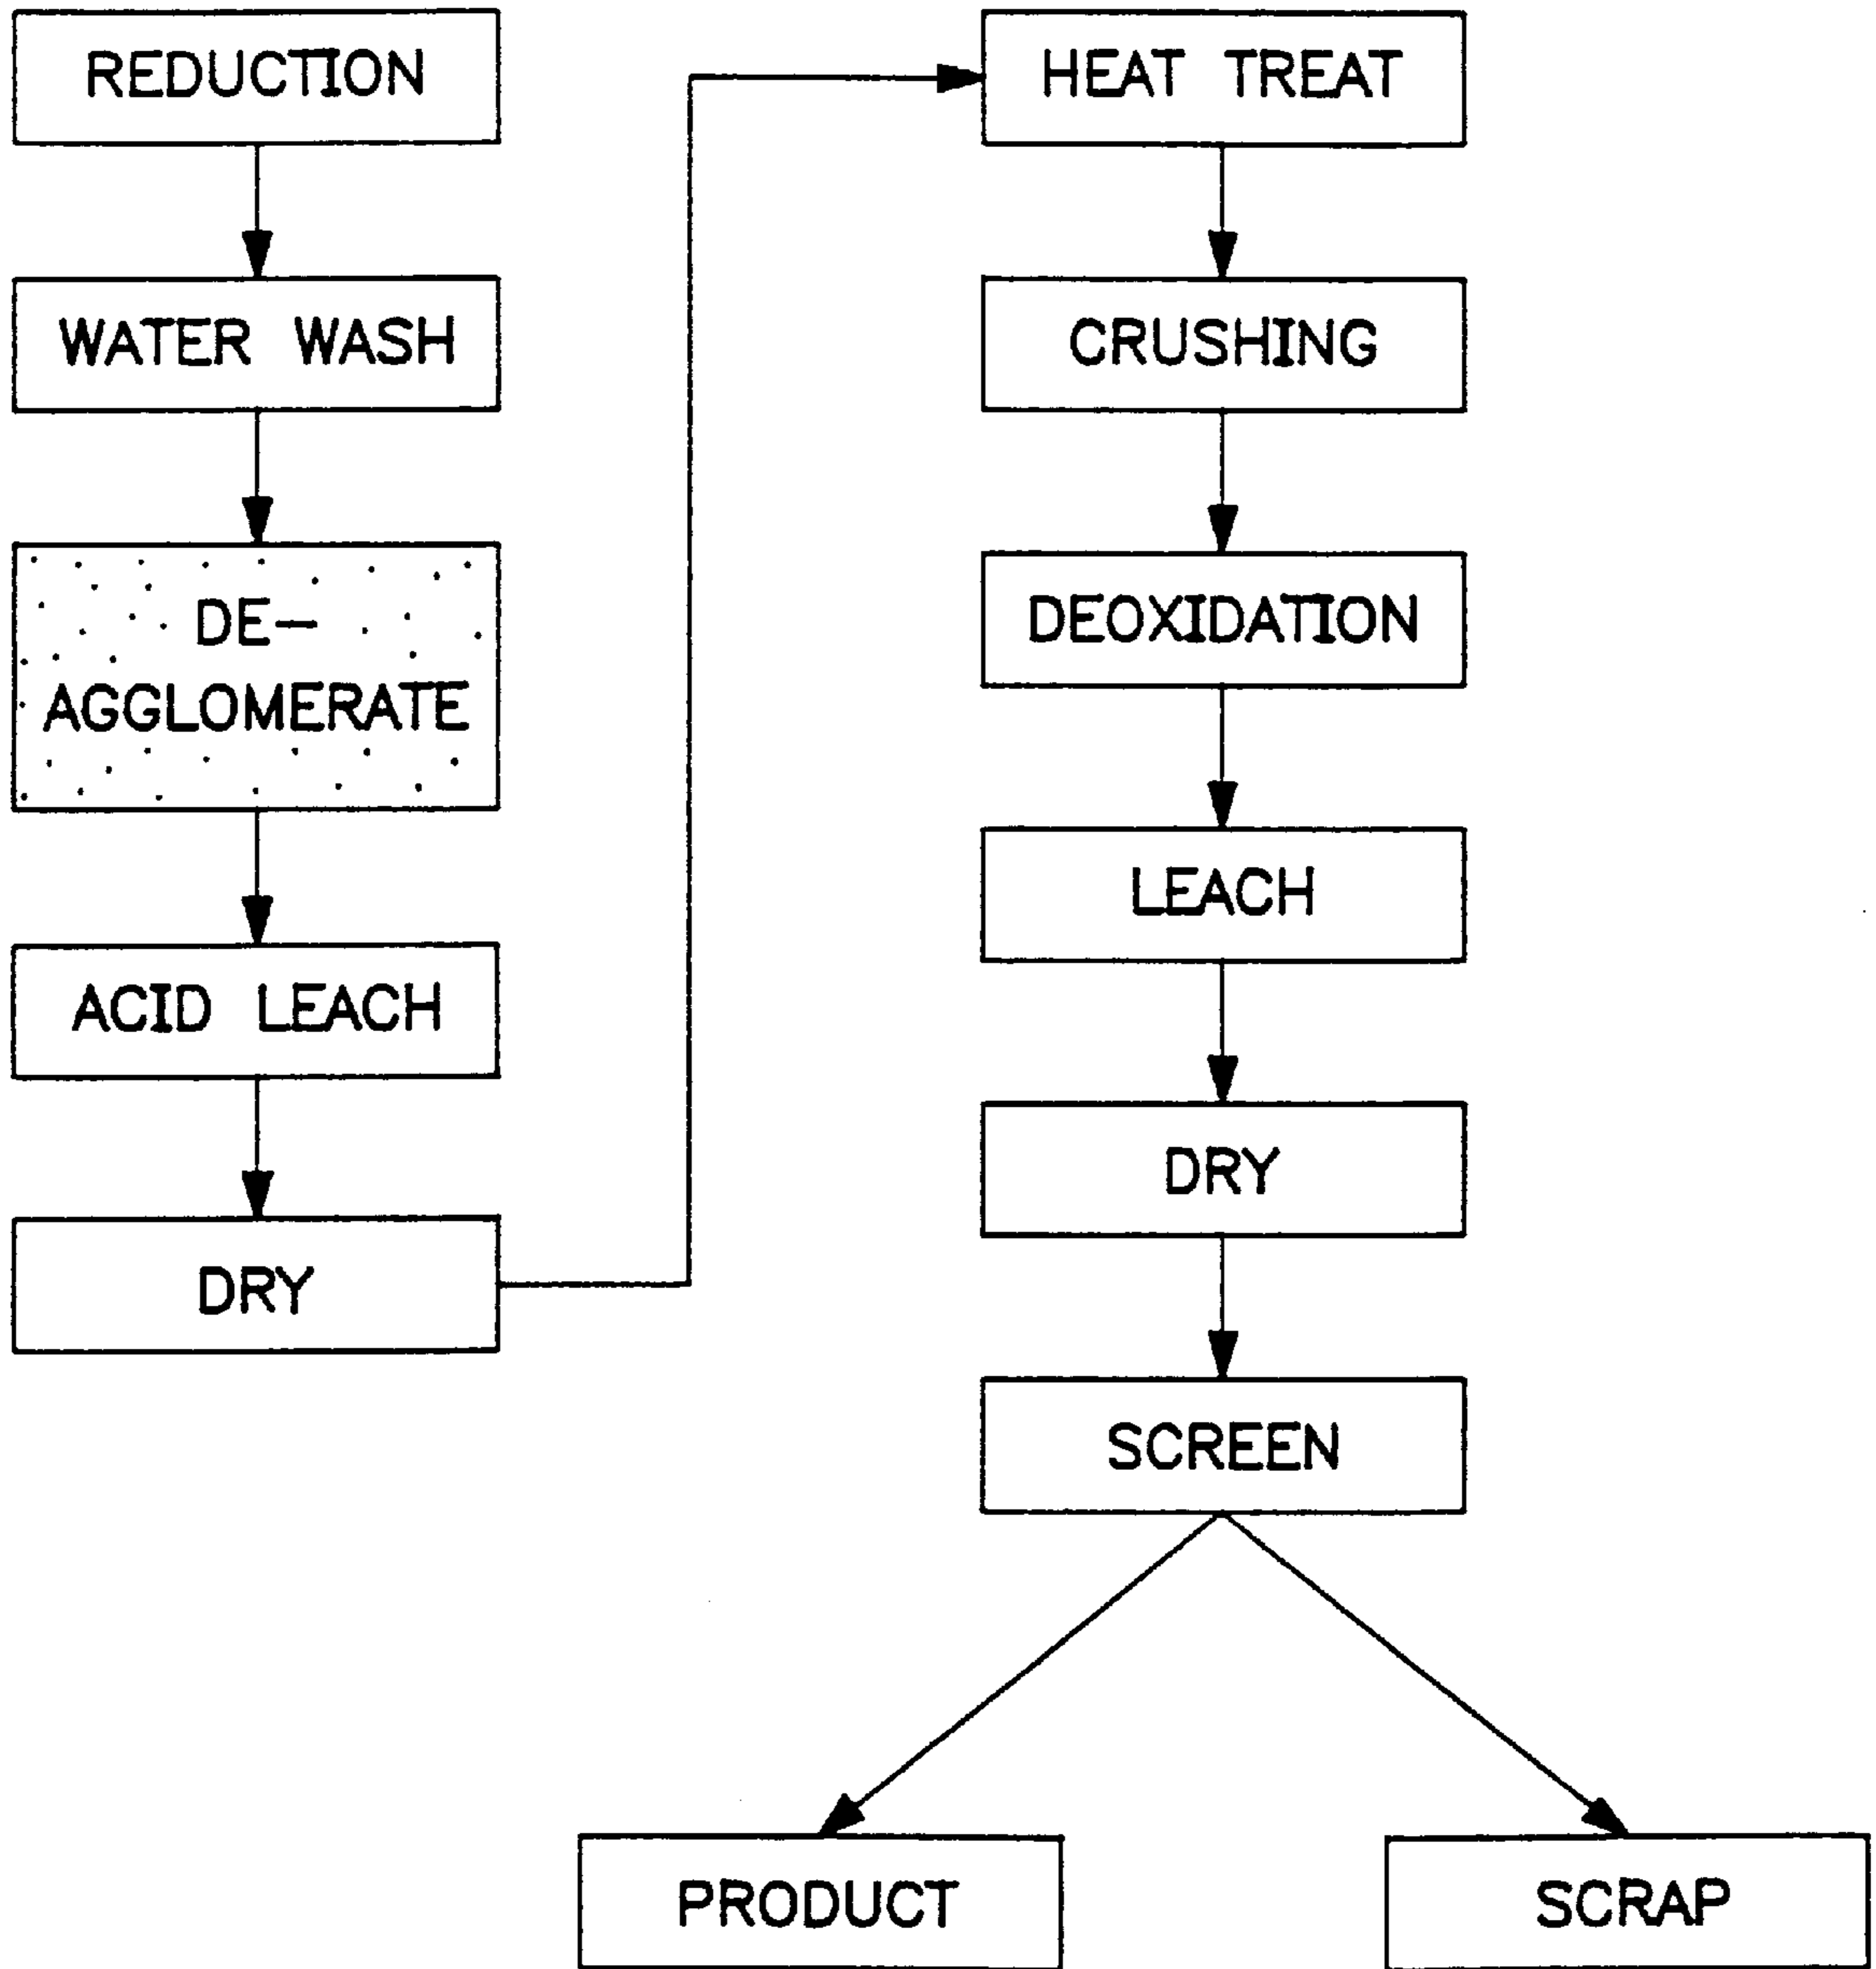 REDUCTION
WATER WASH
DE-
AGGLOMERATE
ACID LEACH
DRY
HEAT TREAT
CRUSHING
DEOXIDATION
LEACH
DRY
SCREEN
PRODUCT
SCRAP